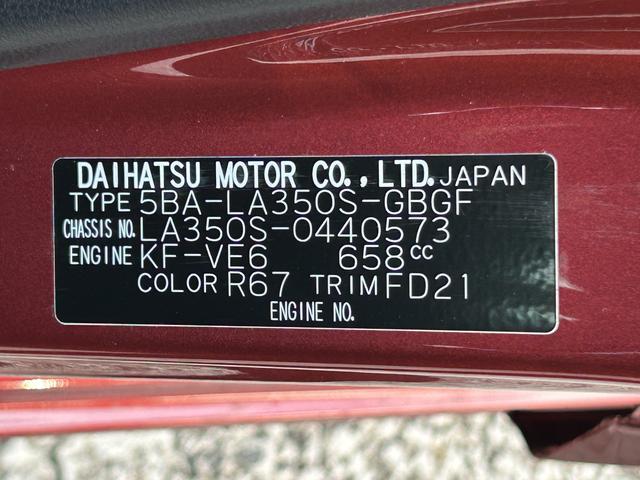 DAIHATSU MOTOR CO., LTD. JAPAN
TYPE 5BA-LA350S-GBGF
CHASSIS NO. LA350S-0440573
ENGINE KF-VE6 658cc
COLOR R67 TRIM FD21
ENGINE NO.